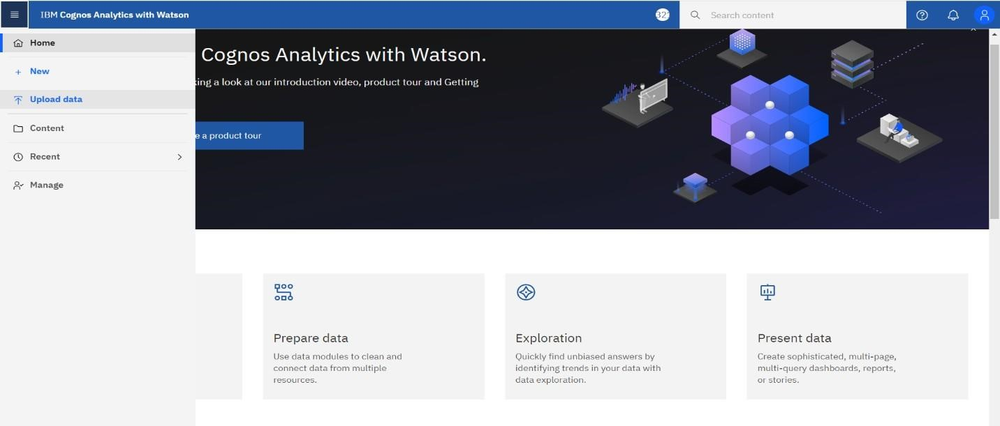 IBM Cognos Analytics with Watson
Search content
Home
New
Upload data
Content
Recent
Manage
Cognos Analytics with Watson.
king a look at our introduction video, product tour and Getting
e a product tour
Prepare data
Use data modules to clean and
connect data from multiple
resources.
Exploration
Quickly find unbiased answers by
identifying trends in your data with
data exploration.
Present data
Create sophisticated, multi-page,
multi-query dashboards, reports,
or stories.